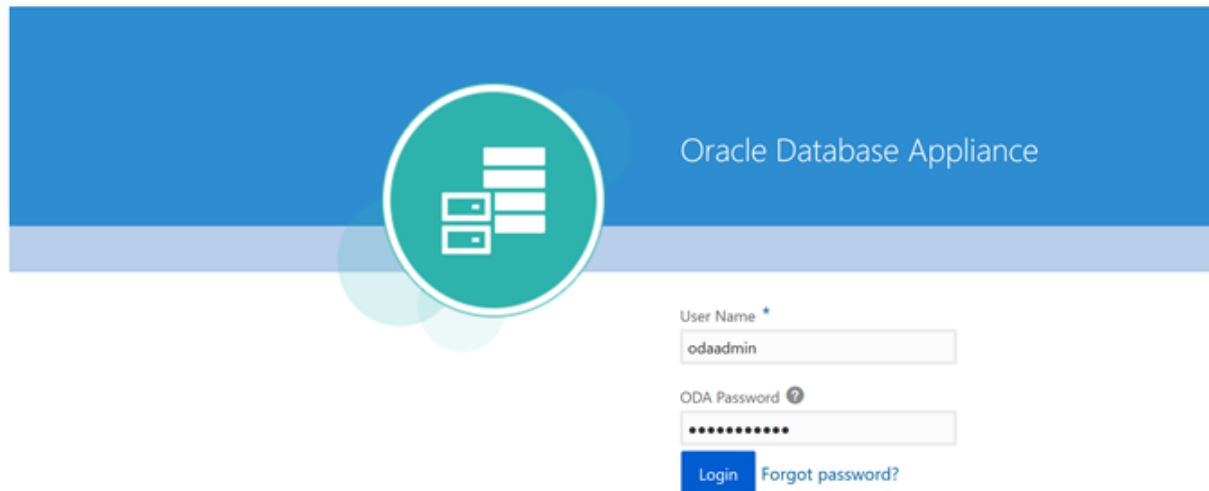 Oracle Database Appliance
User Name *
odaadmin
ODA Password ?
•••••••••••
Login Forgot password?